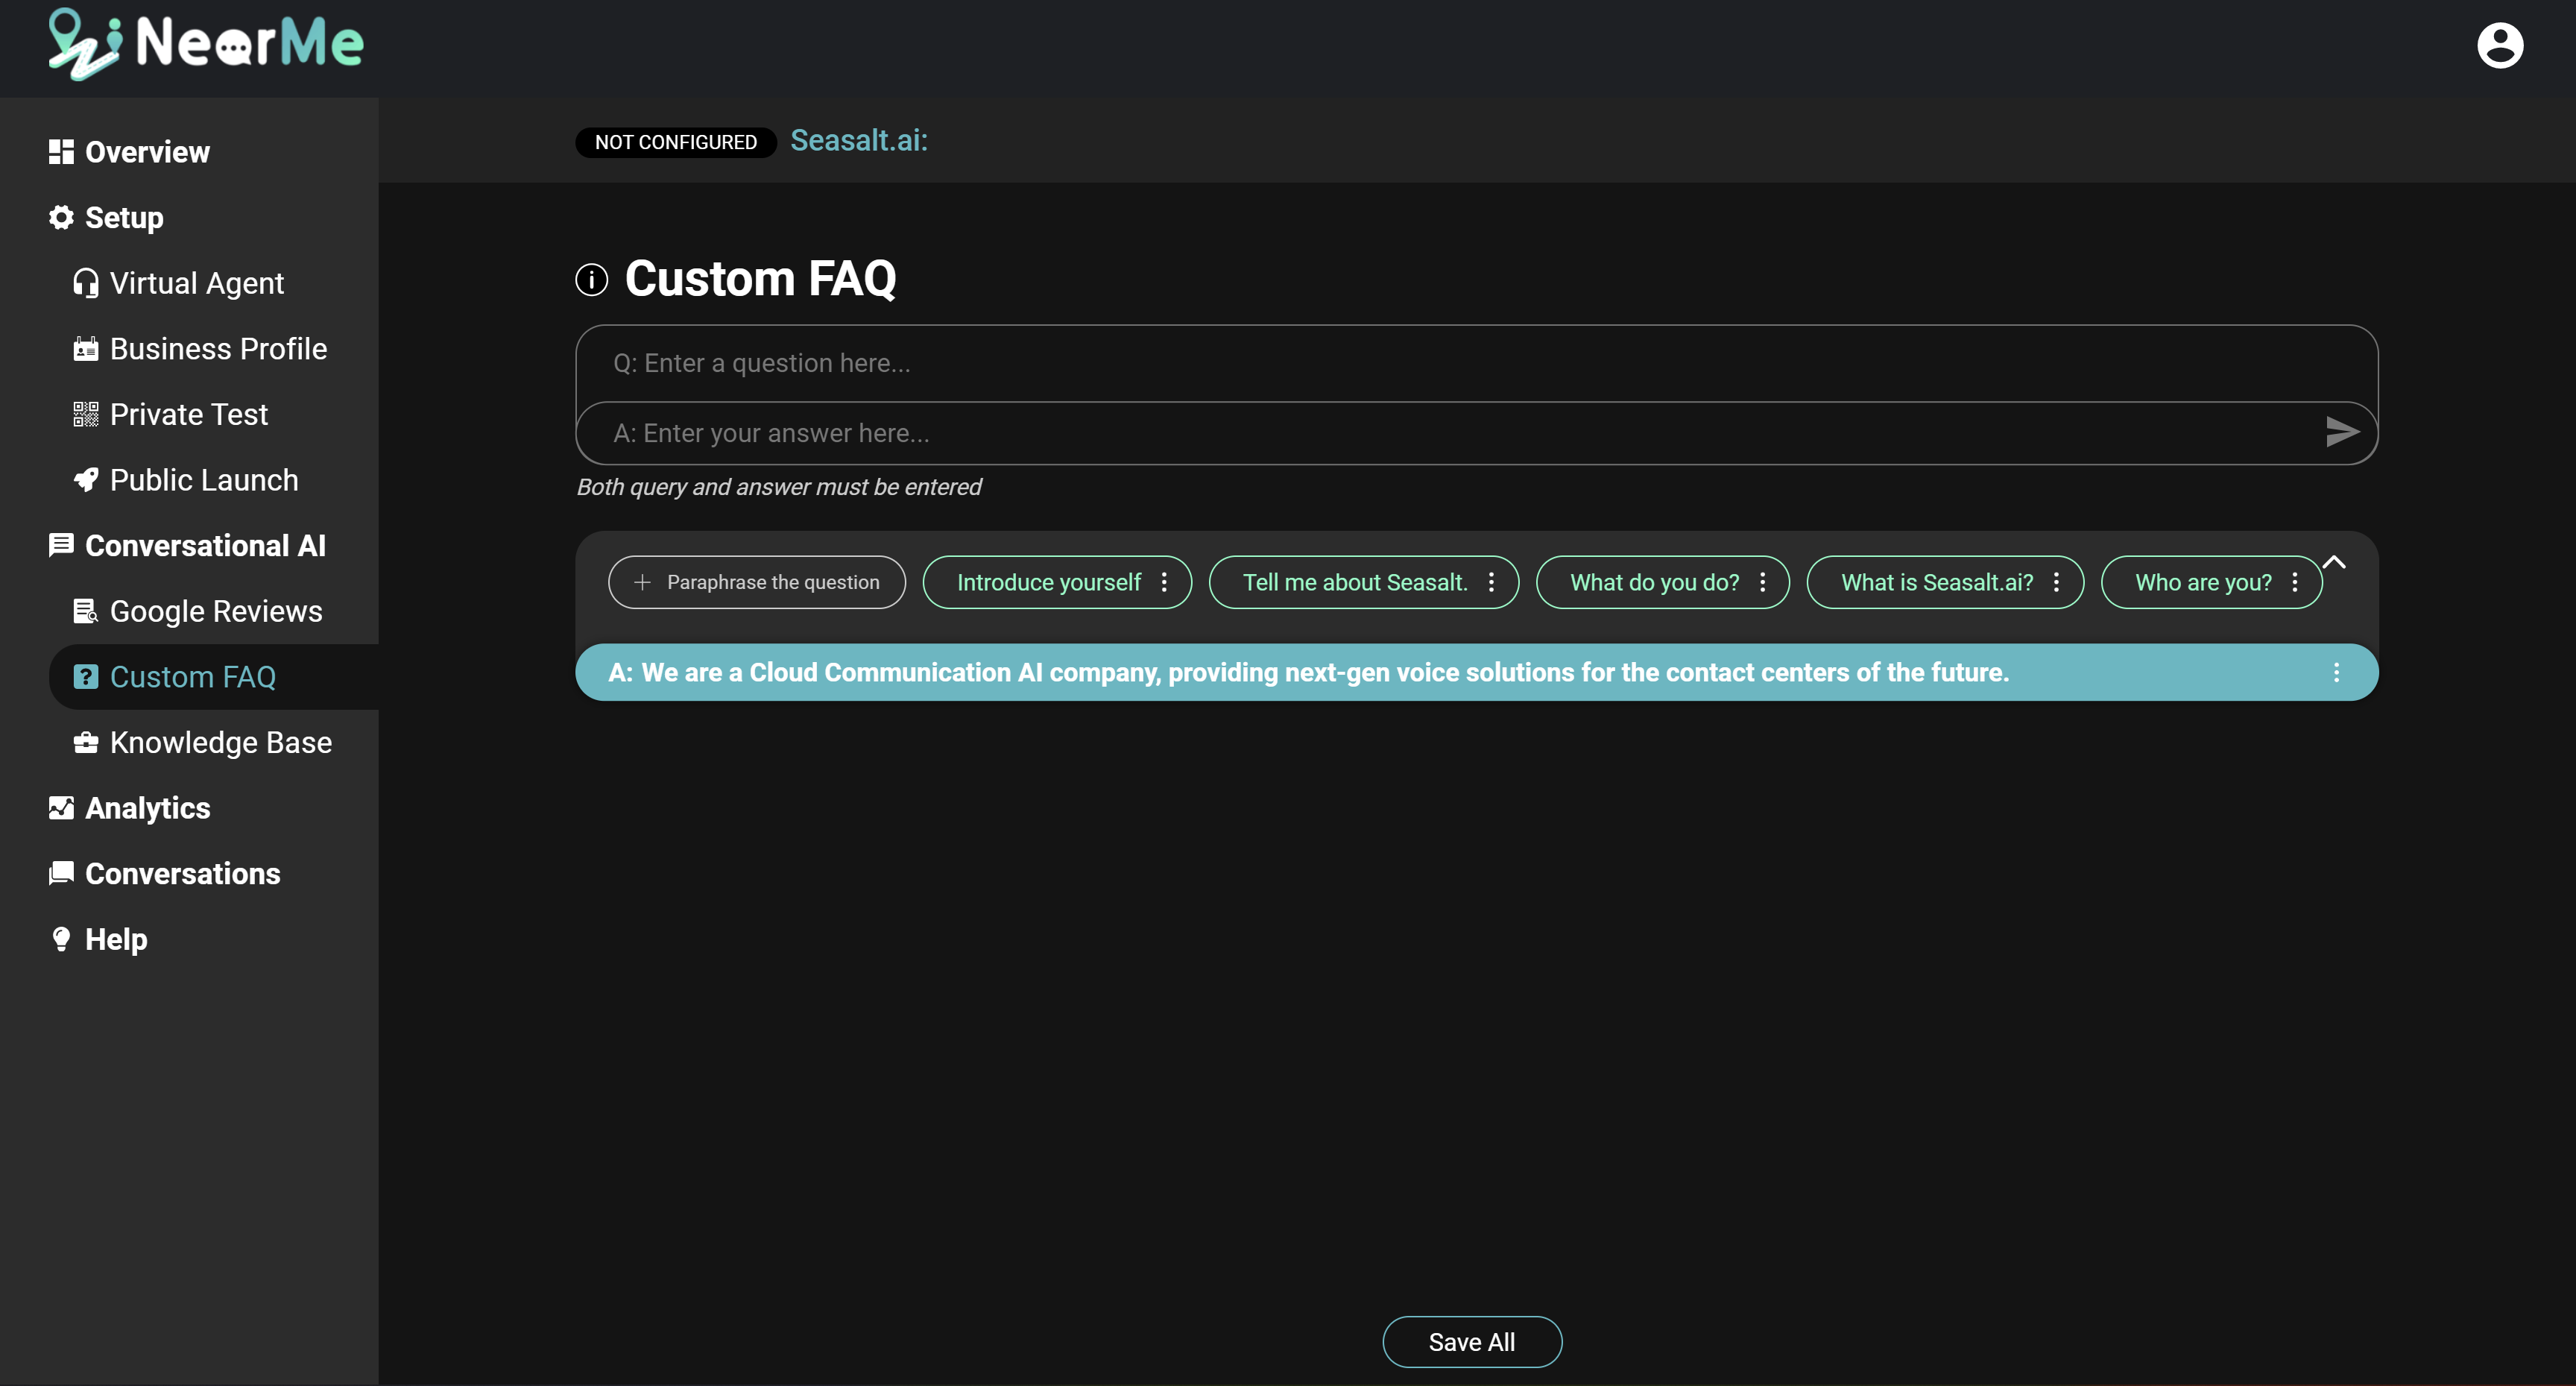 NearMe
Overview
Setup
Virtual Agent
Business Profile
Private Test
Public Launch
Conversational AI
Google Reviews
Custom FAQ
Knowledge Base
Analytics
Conversations
Help
NOT CONFIGURED Seasalt.ai:
Custom FAQ
Q: Enter a question here...
A: Enter your answer here...
Both query and answer must be entered
+ Paraphrase the question Introduce yourself Tell me about Seasalt. What do you do? What is Seasalt.ai? Who are you?
A: We are a Cloud Communication AI company, providing next-gen voice solutions for the contact centers of the future.
Save All